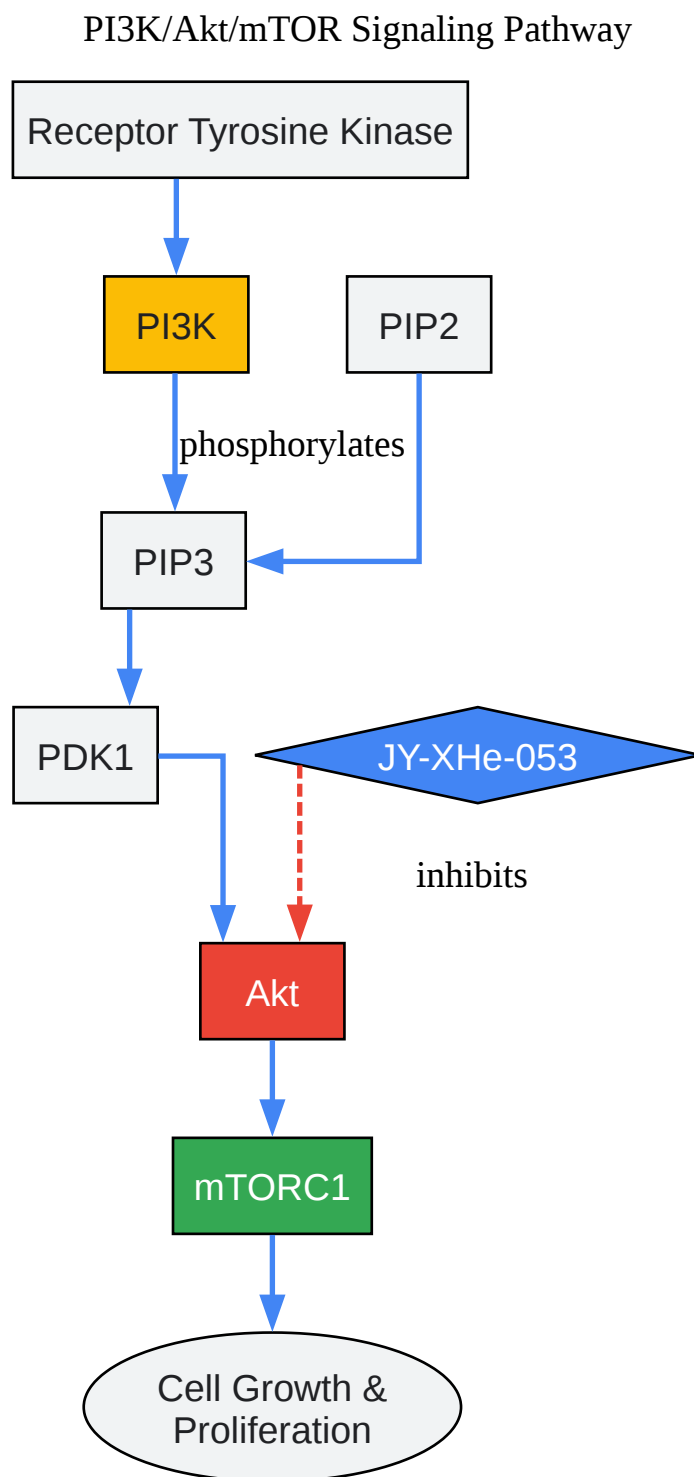 PI3K/Akt/mTOR Signaling Pathway
Receptor Tyrosine Kinase
PI3K
PIP2
phosphorylates
PIP3
PDK1
JY-XHe-053
inhibits
Akt
mTORC1
Cell Growth &
Proliferation